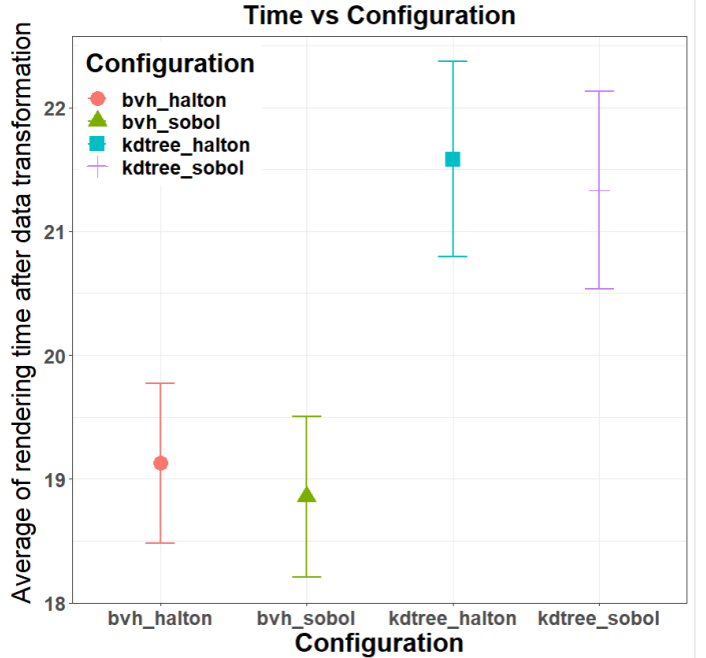 Time vs Configuration
Average of rendering time after data transformation
Configuration
bvh_halton
bvh_sobol
kdtree_halton
kdtree_sobol
22
21
20
19
18
bvh_halton bvh_sobol kdtree_halton kdtree_sobol
Configuration